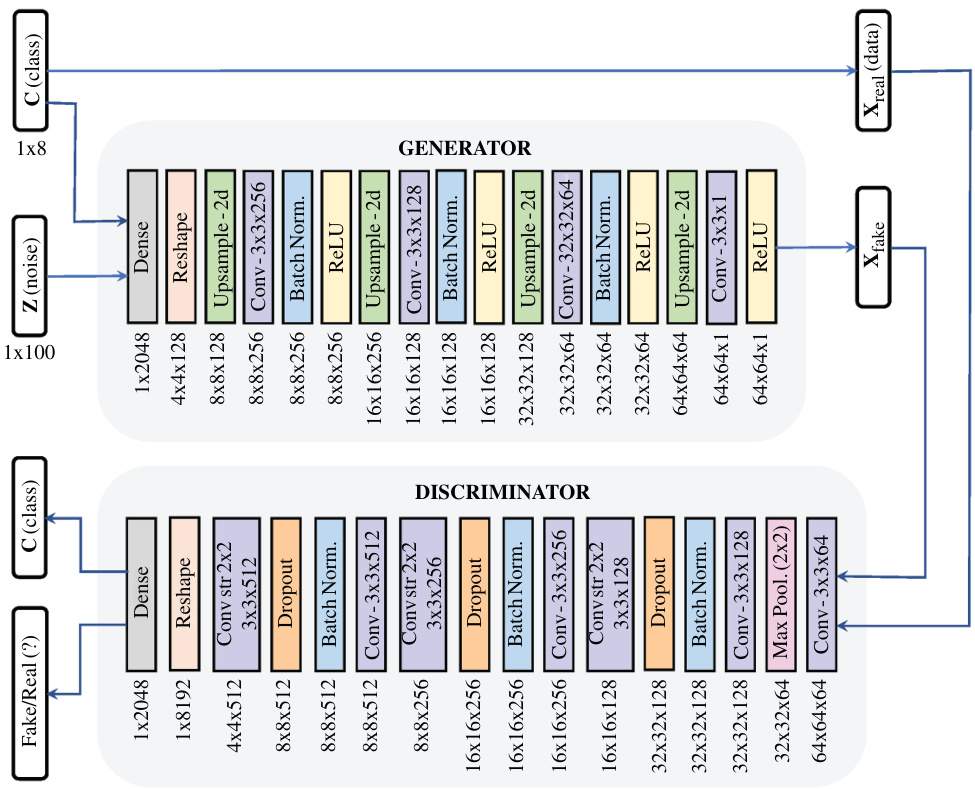 C (class)
1x8
Z (noise)
1x100
X_real (data)
X_fake
GENERATOR
Dense
Reshape
Upsample - 2d
Conv - 3x3x256
Batch Norm.
ReLU
Upsample - 2d
Conv - 3x3x128
Batch Norm.
ReLU
Upsample - 2d
Conv - 32x32x64
Batch Norm.
ReLU
Upsample - 2d
Conv - 3x3x1
ReLU
1x2048
4x4x128
8x8x128
8x8x256
8x8x256
8x8x256
16x16x256
16x16x128
16x16x128
16x16x128
32x32x128
32x32x64
32x32x64
32x32x64
64x64x64
64x64x1
64x64x1
C (class)
Fake/Real (?)
DISCRIMINATOR
Dense
Reshape
Conv str 2x2
3x3x512
Dropout
Batch Norm.
Conv - 3x3x512
Conv str 2x2
3x3x256
Dropout
Batch Norm.
Conv - 3x3x256
Conv str 2x2
3x3x128
Dropout
Batch Norm.
Conv - 3x3x128
Max Pool. (2x2)
Conv - 3x3x64
1x2048
1x8192
4x4x512
8x8x512
8x8x512
8x8x512
8x8x256
16x16x256
16x16x256
16x16x256
16x16x128
32x32x128
32x32x128
32x32x128
32x32x64
64x64x64